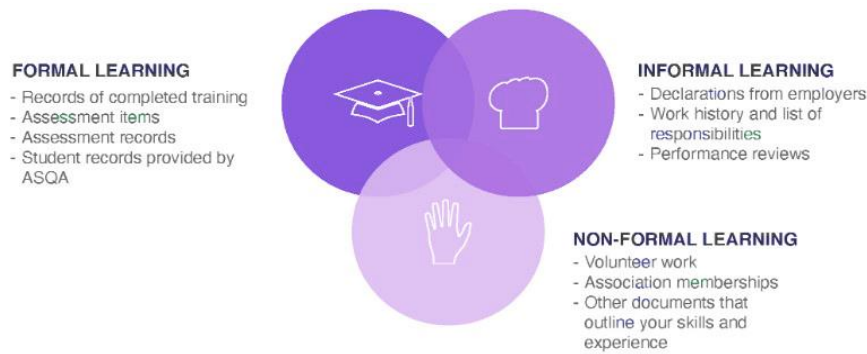 FORMAL LEARNING
- Records of completed training
- Assessment items
- Assessment records
- Student records provided by
ASQA
INFORMAL LEARNING
- Declarations from employers
- Work history and list of
responsibilities
- Performance reviews
NON-FORMAL LEARNING
- Volunteer work
- Association memberships
- Other documents that
outline your skills and
experience